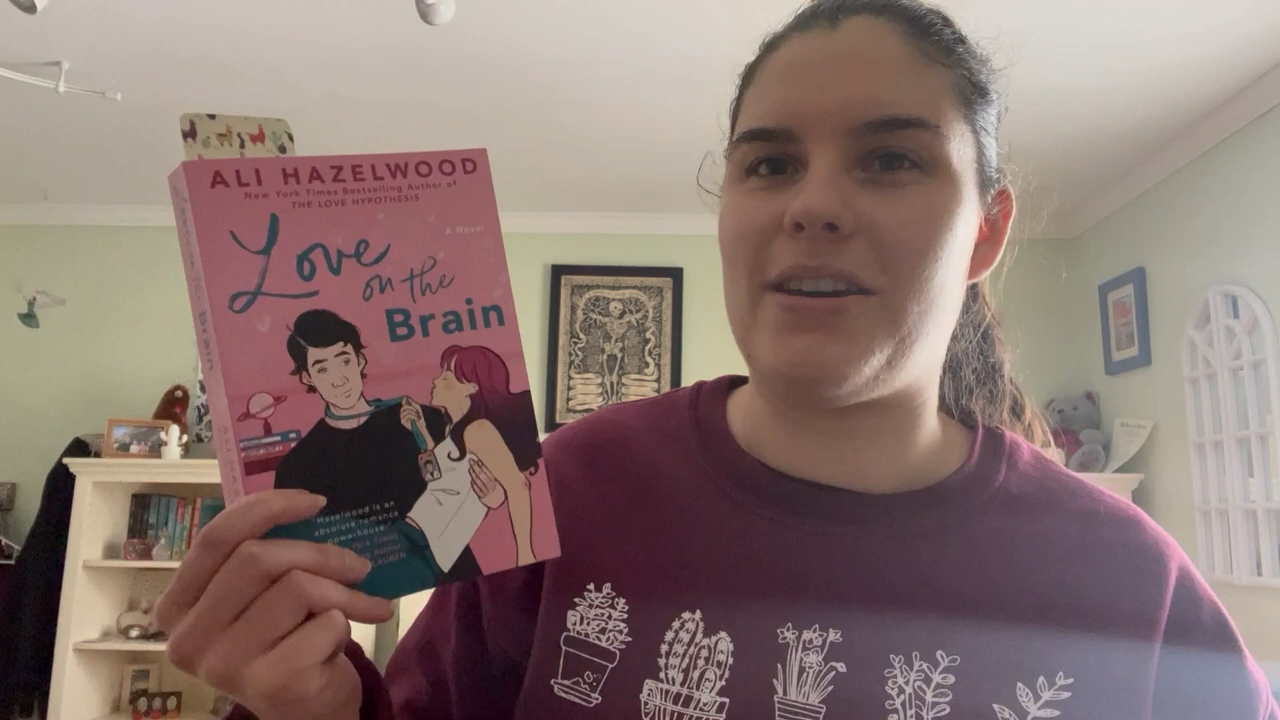 ALI HAZELWOOD
New York Times Bestselling Author of
THE LOVE HYPOTHESIS
A Novel
Love
on the
Brain
"Hazelwood is an
absolute romance
powerhouse."